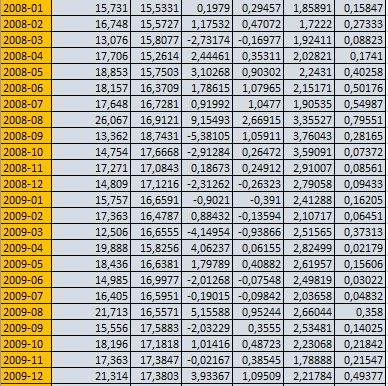 2008-01 15,731 15,5331 0,1979 0,29457 1,85891 0,15847
2008-02 16,748 15,5727 1,17532 0,47072 1,7222 0,27333
2008-03 13,076 15,8077 -2,73174 -0,16977 1,92411 0,08823
2008-04 17,706 15,2614 2,44461 0,35311 2,02821 0,1741
2008-05 18,853 15,7503 3,10268 0,90302 2,2431 0,40258
2008-06 18,157 16,3709 1,78615 1,07965 2,15171 0,50176
2008-07 17,648 16,7281 0,91992 1,0477 1,90535 0,54987
2008-08 26,067 16,9121 9,15493 2,66915 3,35527 0,79551
2008-09 13,362 18,7431 -5,38105 1,05911 3,76043 0,28165
2008-10 14,754 17,6668 -2,91284 0,26472 3,59091 0,07372
2008-11 17,271 17,0843 0,18673 0,24912 2,91007 0,08561
2008-12 14,809 17,1216 -2,31262 -0,26323 2,79058 0,09433
2009-01 15,757 16,6591 -0,9021 -0,391 2,41288 0,16205
2009-02 17,363 16,4787 0,88432 -0,13594 2,10717 0,06451
2009-03 12,506 16,6555 -4,14954 -0,93866 2,51565 0,37313
2009-04 19,888 15,8256 4,06237 0,06155 2,82499 0,02179
2009-05 18,436 16,6381 1,79789 0,40882 2,61957 0,15606
2009-06 14,985 16,9977 -2,01268 -0,07548 2,49819 0,03022
2009-07 16,405 16,5951 -0,19015 -0,09842 2,03658 0,04832
2009-08 21,713 16,5571 5,15588 0,95244 2,66044 0,358
2009-09 15,556 17,5883 -2,03229 0,3555 2,53481 0,14025
2009-10 18,196 17,1818 1,01416 0,48723 2,23068 0,21842
2009-11 17,363 17,3847 -0,02167 0,38545 1,78888 0,21547
2009-12 21,314 17,3803 3,93367 1,09509 2,21784 0,49377